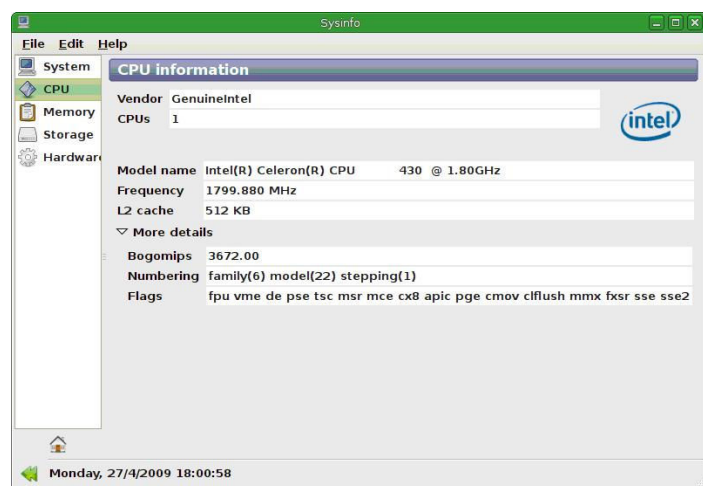 Sysinfo
File Edit Help
System
CPU
Memory
Storage
Hardwar
CPU information
Vendor GenuineIntel
CPUs 1
intel
Model name Intel(R) Celeron(R) CPU 430 @ 1.80GHz
Frequency 1799.880 MHz
L2 cache 512 KB
▽ More details
Bogomips 3672.00
Numbering family(6) model(22) stepping(1)
Flags fpu vme de pse tsc msr mce cx8 apic pge cmov clflush mmx fxsr sse sse2
Monday, 27/4/2009 18:00:58